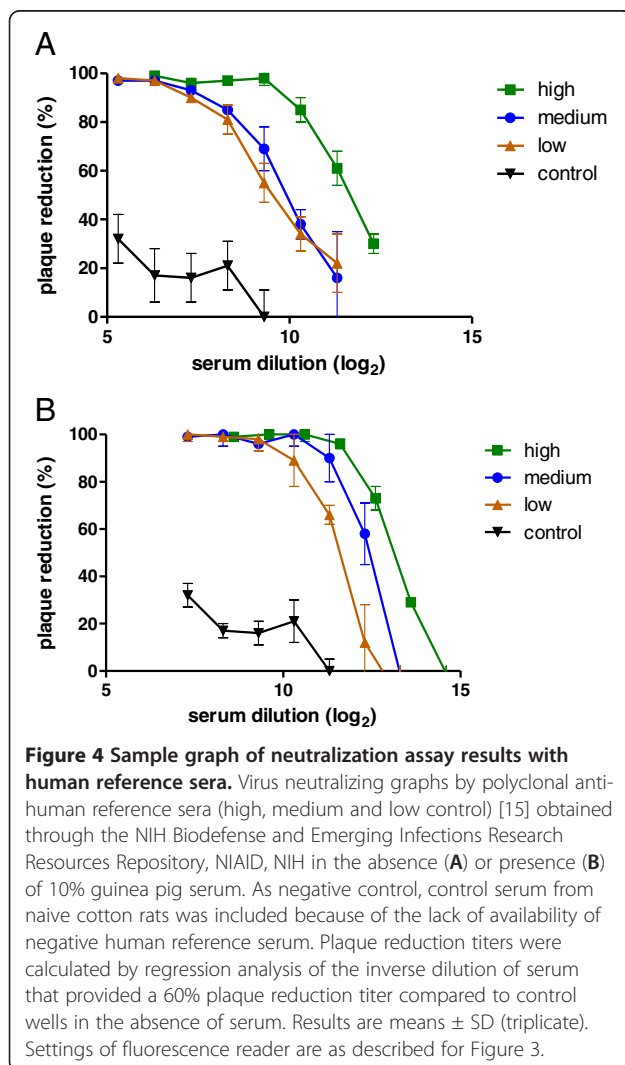 A
plaque reduction (%)
100
80
60
40
20
0
5
10
15
serum dilution (log2)
high
medium
low
control
B
plaque reduction (%)
100
80
60
40
20
0
5
10
15
serum dilution (log2)
high
medium
low
control
Figure 4 Sample graph of neutralization assay results with
human reference sera. Virus neutralizing graphs by polyclonal anti-
human reference sera (high, medium and low control) [15] obtained
through the NIH Biodefense and Emerging Infections Research
Resources Repository, NIAID, NIH in the absence (A) or presence (B)
of 10% guinea pig serum. As negative control, control serum from
naive cotton rats was included because of the lack of availability of
negative human reference serum. Plaque reduction titers were
calculated by regression analysis of the inverse dilution of serum
that provided a 60% plaque reduction titer compared to control
wells in the absence of serum. Results are means ± SD (triplicate).
Settings of fluorescence reader are as described for Figure 3.